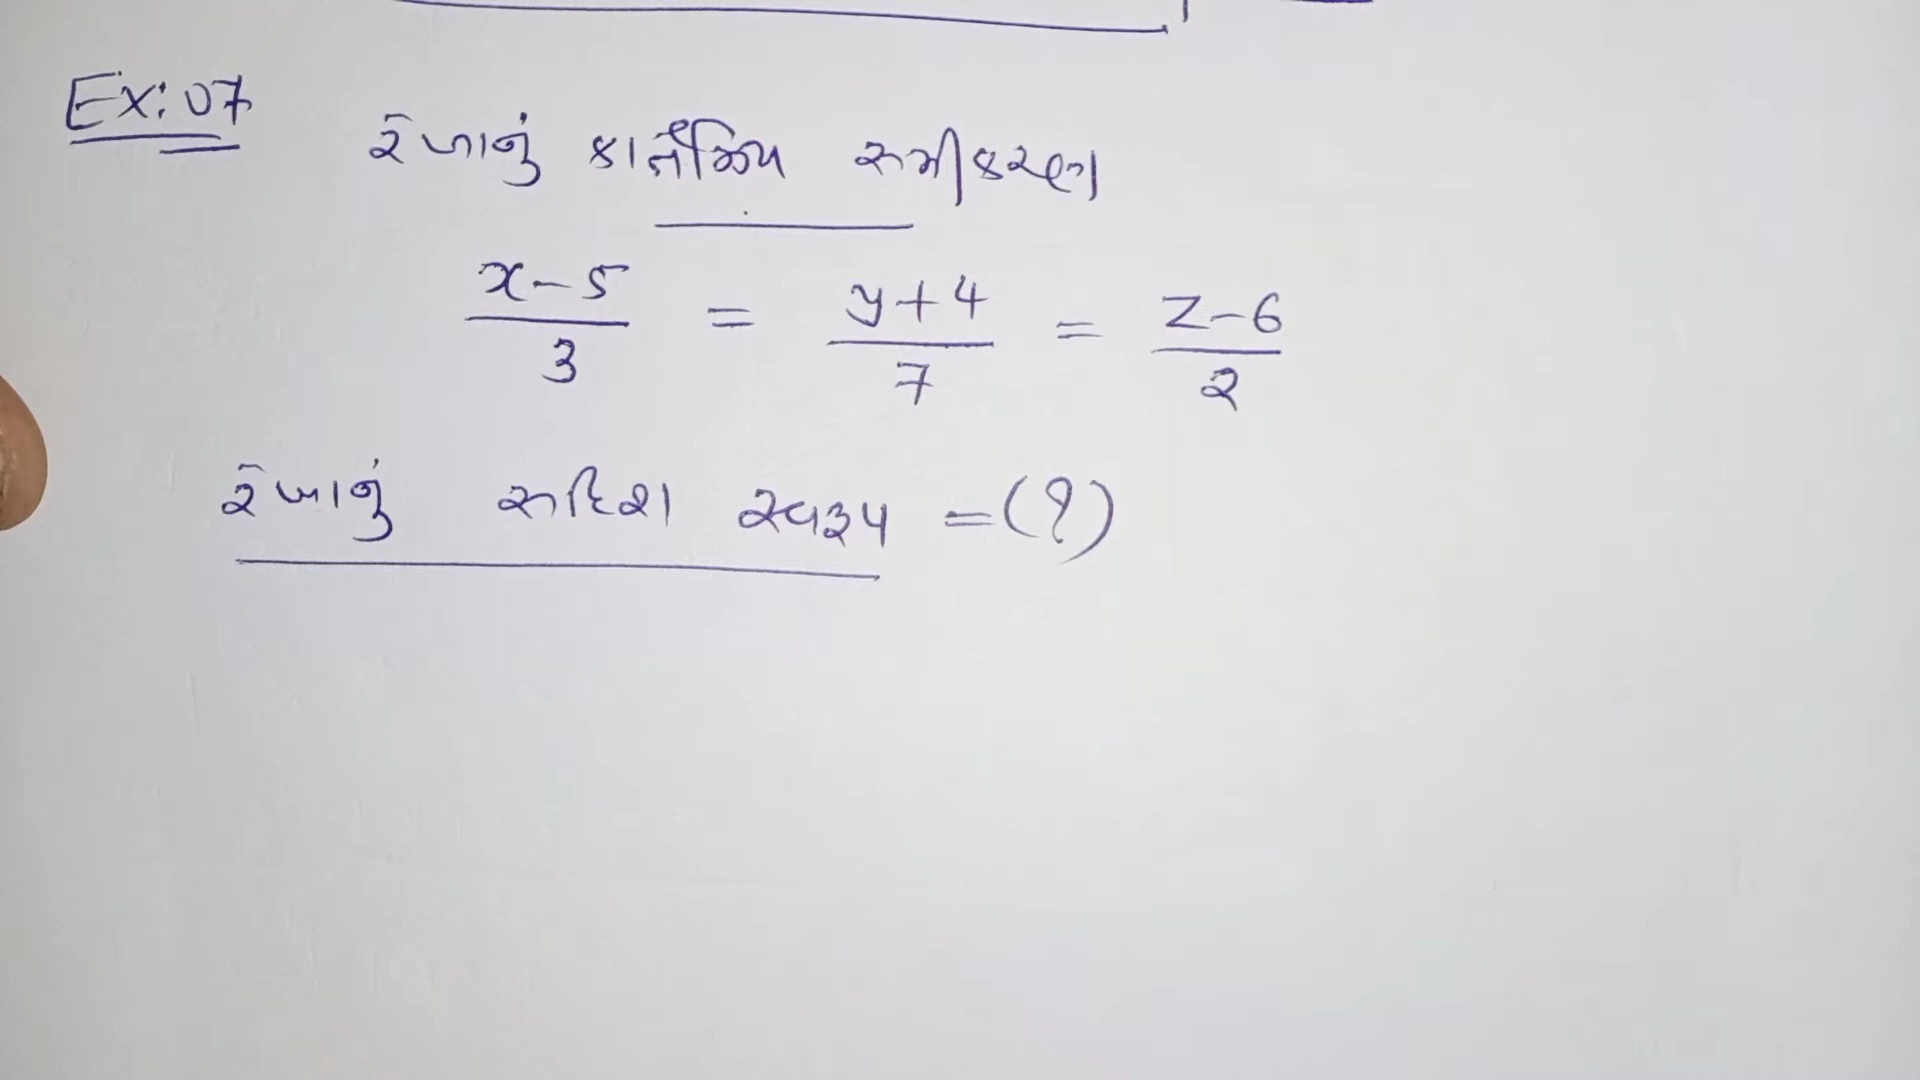 Ex: 07
રેખાનું કાર્તેઝિય સમીકરણ
x-5/3 = y+4/7 = z-6/2
રેખાનું સદિશ સ્વરૂપ = (?)